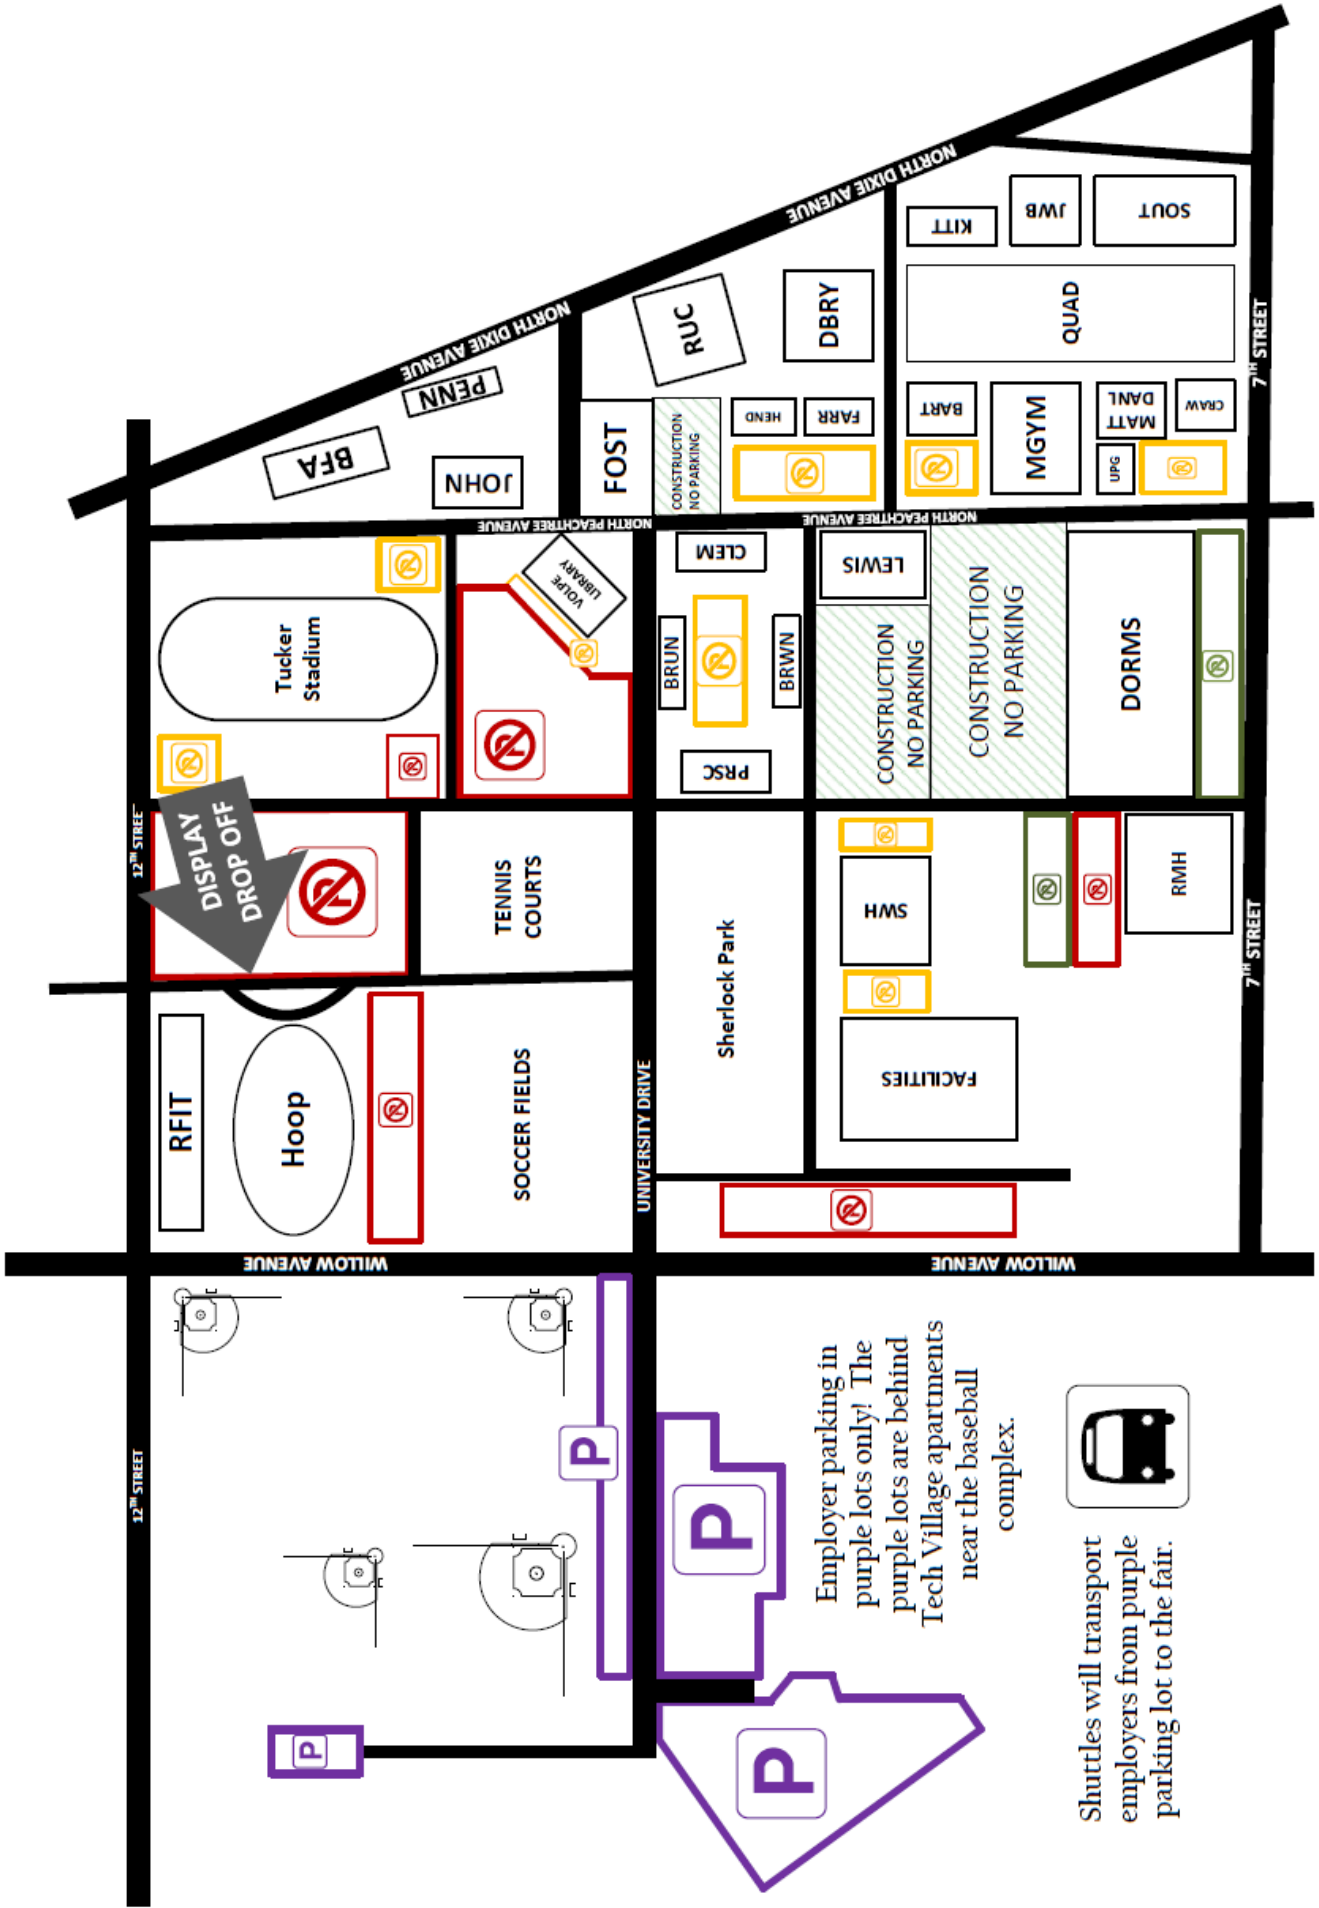 NORTH DIXIE AVENUE
NORTH DIXIE AVENUE
KITT
JWB
SOUT
QUAD
7TH STREET
RUC
DBRY
PENN
BFA
JOHN
FOST
CONSTRUCTION
NO PARKING
HEND
FARR
BART
MGYM
MATT
DANL
CRAW
UPG
P
P
P
NORTH PEACHTREE AVENUE
NORTH PEACHTREE AVENUE
P
Tucker
Stadium
P
P
VOLPE
LIBRARY
P
P
CLEM
BRUN
P
BRWN
PRSC
LEWIS
CONSTRUCTION
NO PARKING
CONSTRUCTION
NO PARKING
DORMS
P
12TH STREE
DISPLAY
DROP OFF
P
TENNIS
COURTS
Sherlock Park
P
SWH
P
P
P
RMH
7TH STREET
FACILITIES
RFIT
Hoop
P
SOCCER FIELDS
UNIVERSITY DRIVE
P
WILLOW AVENUE
WILLOW AVENUE
12TH STREET
P
P
P
P
Employer parking in
purple lots only! The
purple lots are behind
Tech Village apartments
near the baseball
complex.
Shuttles will transport
employers from purple
parking lot to the fair.